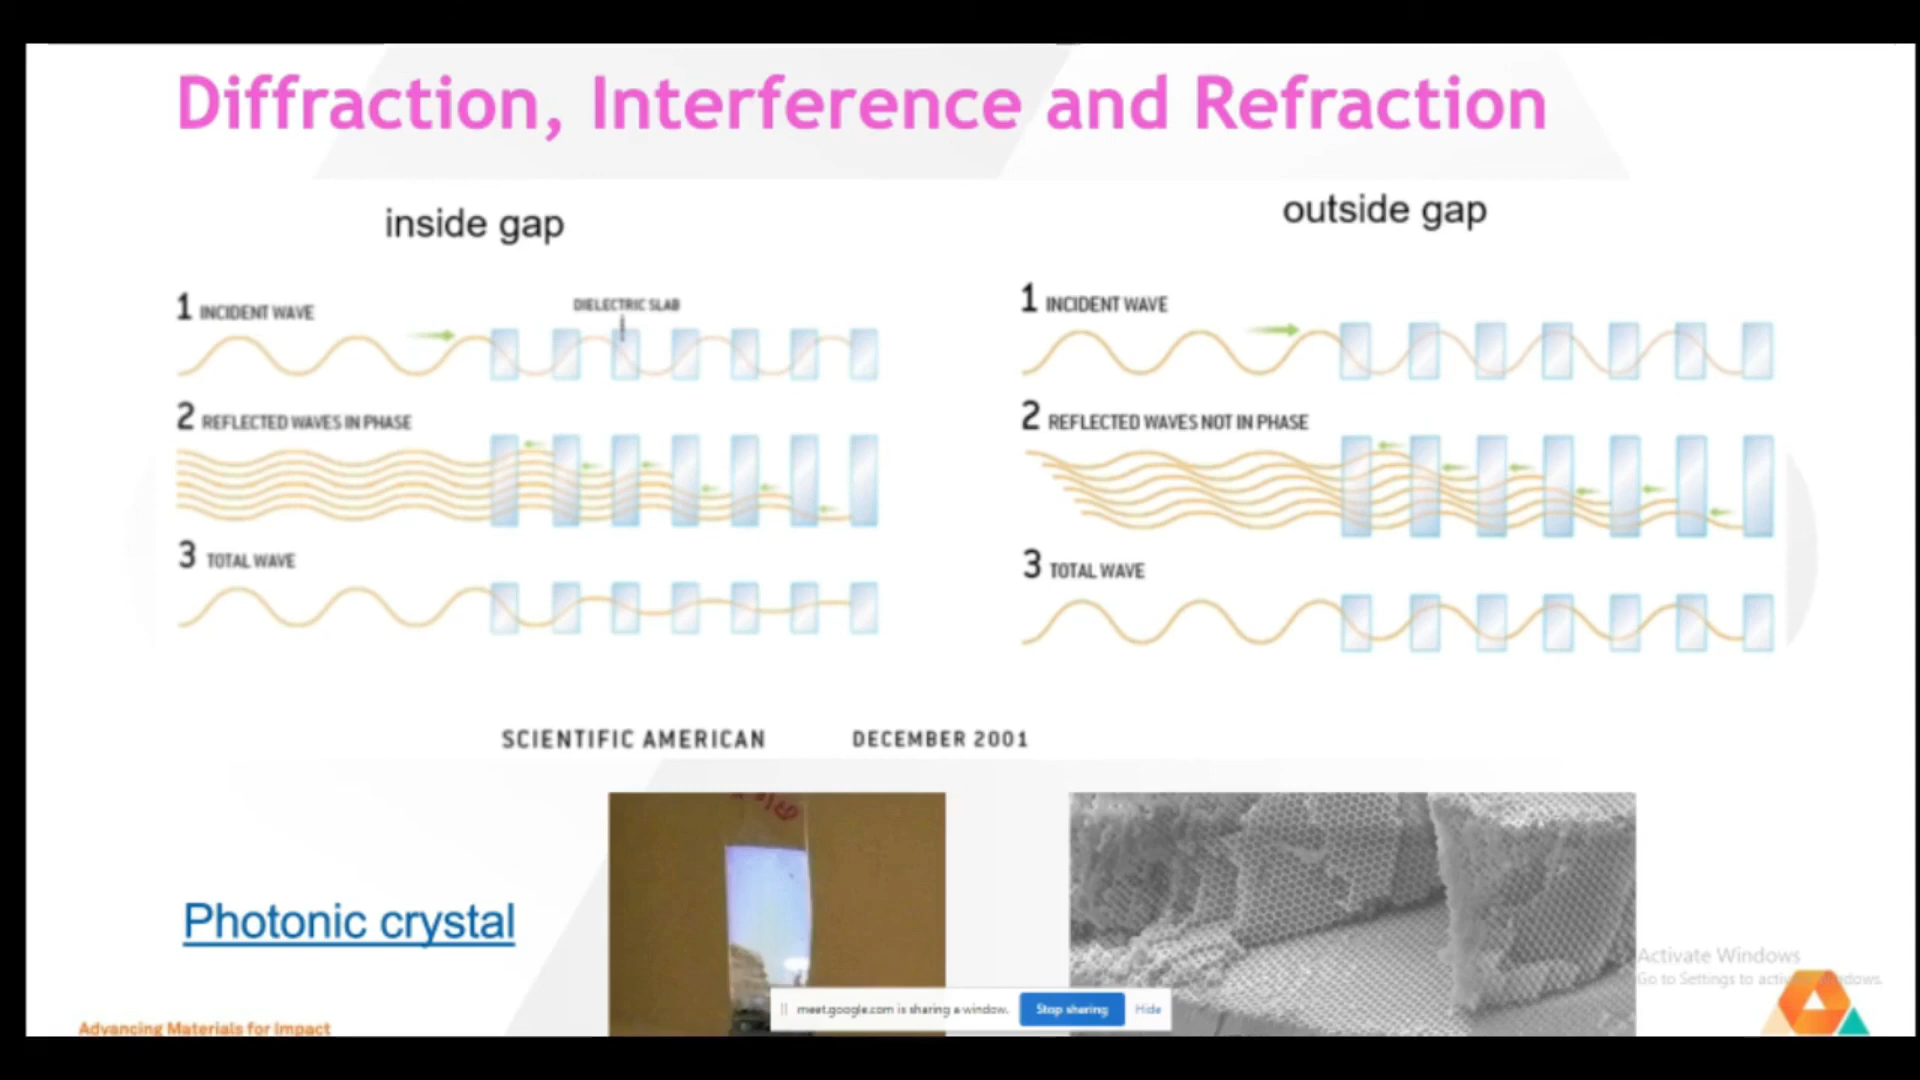 Diffraction, Interference and Refraction
inside gap
outside gap
1 INCIDENT WAVE
DIELECTRIC SLAB
2 REFLECTED WAVES IN PHASE
3 TOTAL WAVE
1 INCIDENT WAVE
2 REFLECTED WAVES NOT IN PHASE
3 TOTAL WAVE
SCIENTIFIC AMERICAN DECEMBER 2001
Photonic crystal
Activate Windows
Go to Settings to
Advancing Materials for Impact
meet.google.com is sharing a window. Stop sharing Hide